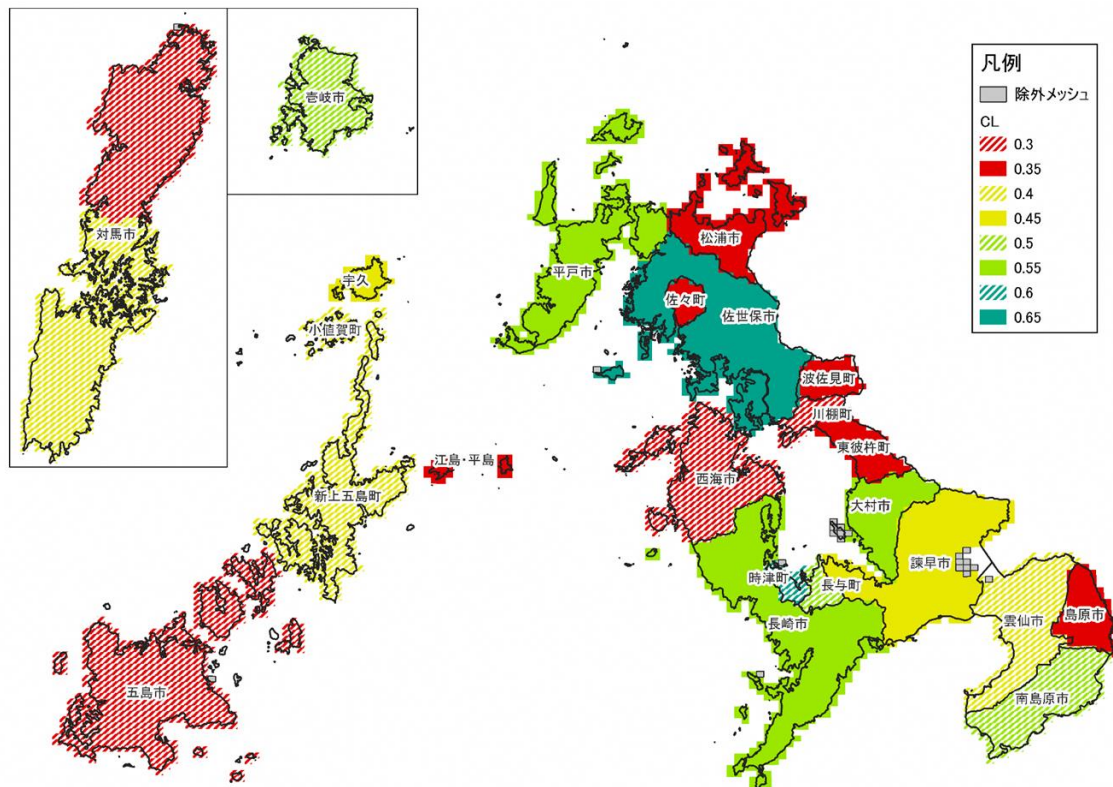 凡例
除外メッシュ
CL
0.3
0.35
0.4
0.45
0.5
0.55
0.6
0.65
壱岐市
対馬市
宇久
小値賀町
平戸市
松浦市
佐々町
佐世保市
波佐見町
川棚町
東彼杵町
江島・平島
新上五島町
西海市
大村市
諫早市
時津町
長与町
長崎市
雲仙市
島原市
南島原市
五島市